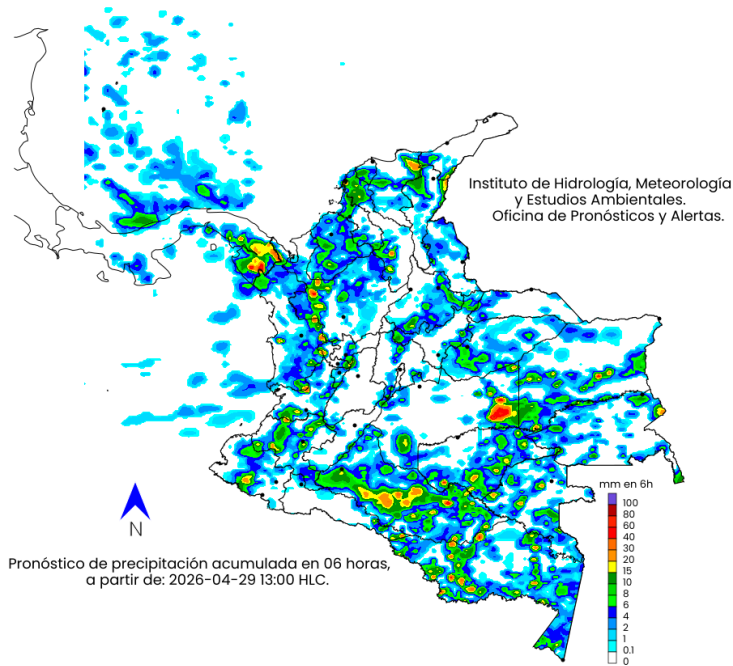 Instituto de Hidrología, Meteorología
y Estudios Ambientales.
Oficina de Pronósticos y Alertas.
N
Pronóstico de precipitación acumulada en 06 horas,
a partir de: 2026-04-29 13:00 HLC.
mm en 6h
100
80
60
40
30
20
15
10
8
6
4
2
1
0.1
0